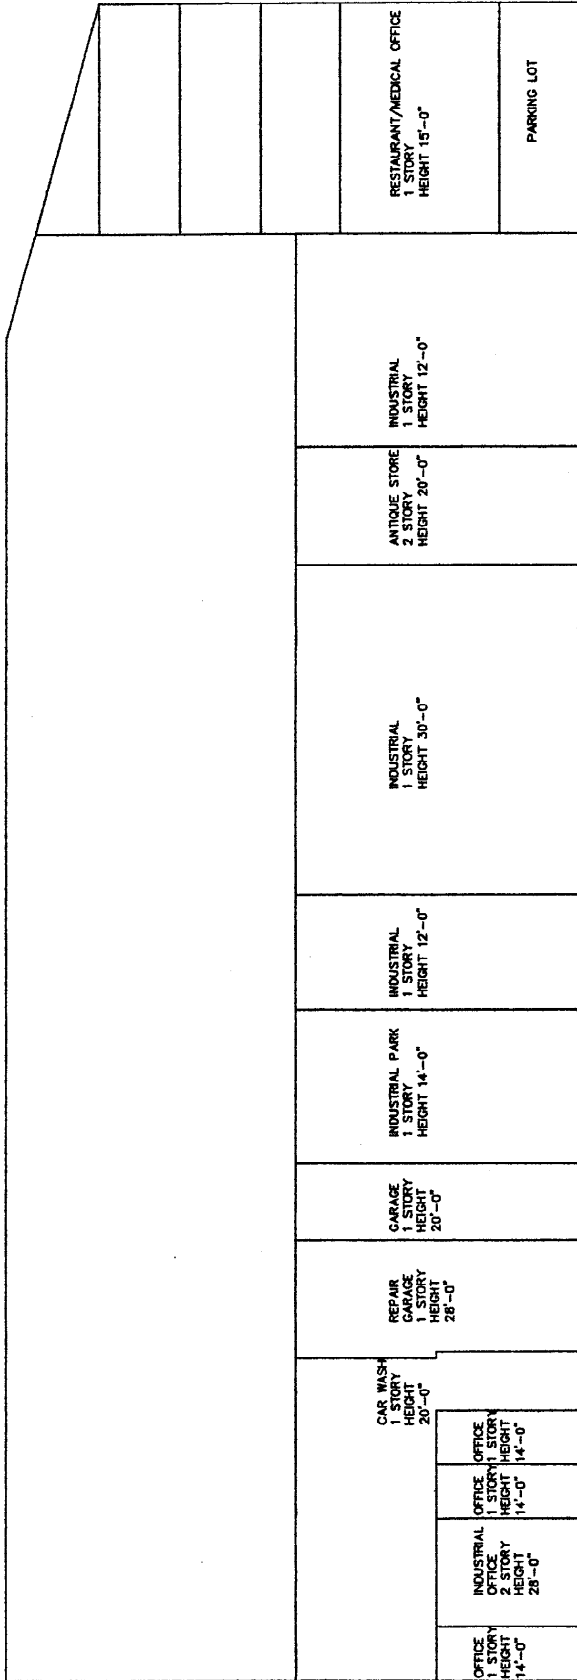 OFFICE
1 STORY
HEIGHT
14'-0"
INDUSTRIAL
OFFICE
2 STORY
HEIGHT
28'-0"
OFFICE
1 STORY
HEIGHT
14'-0"
OFFICE
1 STORY
HEIGHT
14'-0"
CAR WASH
1 STORY
HEIGHT
20'-0"
REPAIR
GARAGE
1 STORY
HEIGHT
28'-0"
GARAGE
1 STORY
HEIGHT
20'-0"
INDUSTRIAL PARK
1 STORY
HEIGHT 14'-0"
INDUSTRIAL
1 STORY
HEIGHT 12'-0"
INDUSTRIAL
1 STORY
HEIGHT 30'-0"
ANTIQUE STORE
2 STORY
HEIGHT 20'-0"
INDUSTRIAL
1 STORY
HEIGHT 12'-0"
RESTAURANT/MEDICAL OFFICE
1 STORY
HEIGHT 15'-0"
PARKING LOT